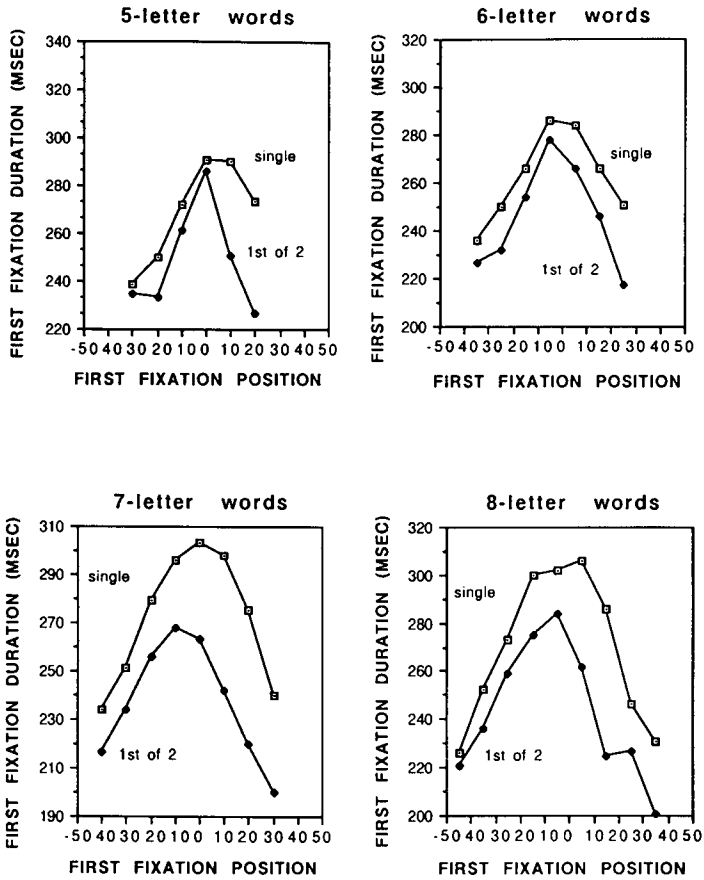 5-letter words
FIRST FIXATION DURATION (MSEC)
340
320
300
280
260
240
220
single
1st of 2
-50 40 30 20 10 0 10 20 30 40 50
FIRST FIXATION POSITION
6-letter words
FIRST FIXATION DURATION (MSEC)
320
300
280
260
240
220
200
single
1st of 2
-50 40 30 20 10 0 10 20 30 40 50
FIRST FIXATION POSITION
7-letter words
FIRST FIXATION DURATION (MSEC)
310
290
270
250
230
210
190
single
1st of 2
-50 40 30 20 10 0 10 20 30 40 50
FIRST FIXATION POSITION
8-letter words
FIRST FIXATION DURATION (MSEC)
320
300
280
260
240
220
200
single
1st of 2
-50 40 30 20 10 0 10 20 30 40 50
FIRST FIXATION POSITION